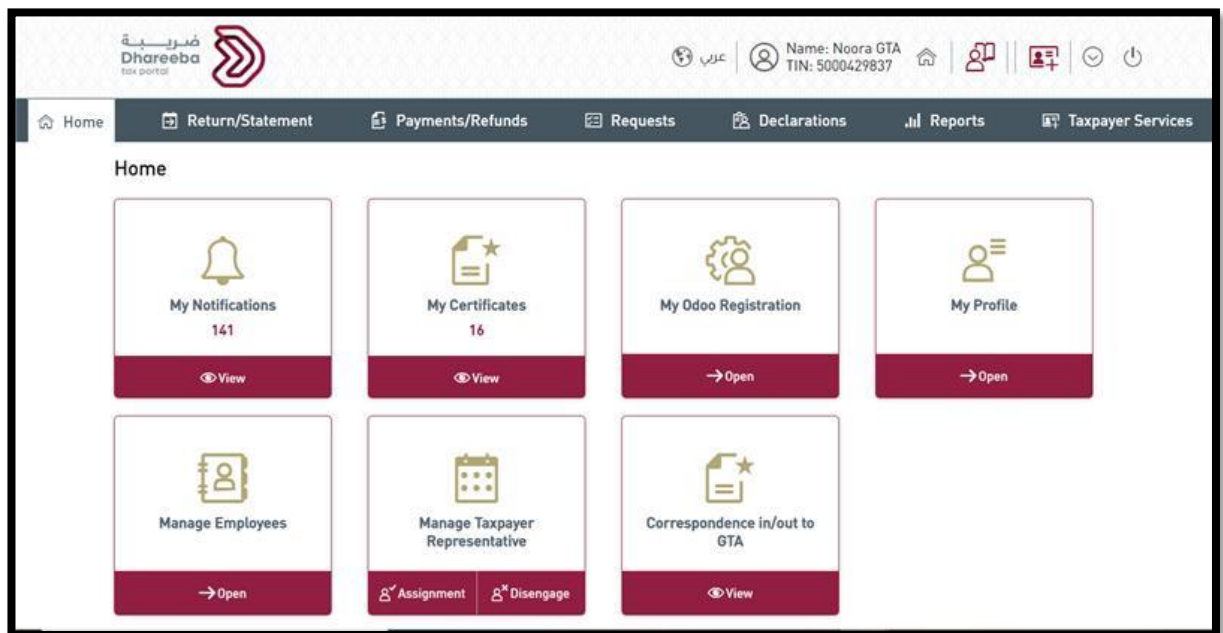 ضريبة
Dhareeba
tax portal
عربي
Name: Noora GTA
TIN: 5000429837
Home
Return/Statement
Payments/Refunds
Requests
Declarations
Reports
Taxpayer Services
Home
My Notifications
141
View
My Certificates
16
View
My Odoo Registration
Open
My Profile
Open
Manage Employees
Open
Manage Taxpayer
Representative
Assignment
Disengage
Correspondence in/out to
GTA
View